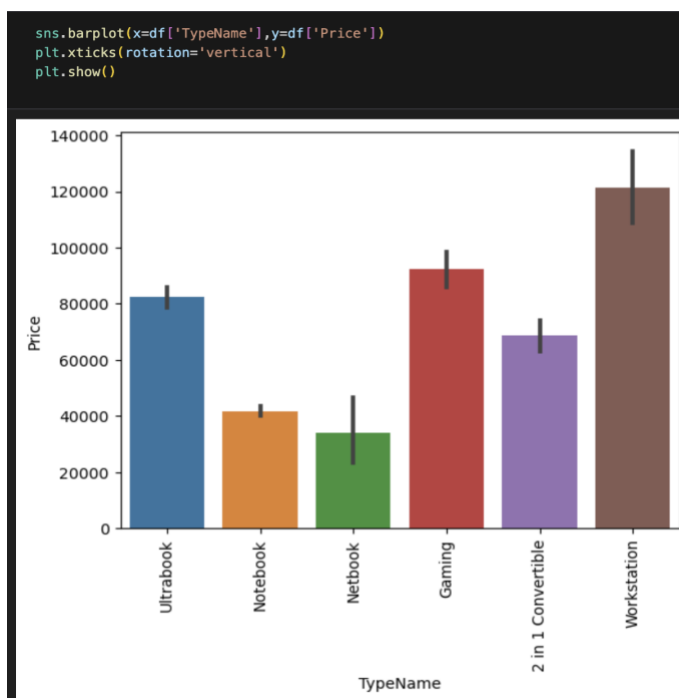 sns.barplot(x=df['TypeName'],y=df['Price'])
plt.xticks(rotation='vertical')
plt.show()
140000
120000
100000
80000
60000
40000
20000
0
Price
Ultrabook
Notebook
Netbook
Gaming
2 in 1 Convertible
Workstation
TypeName